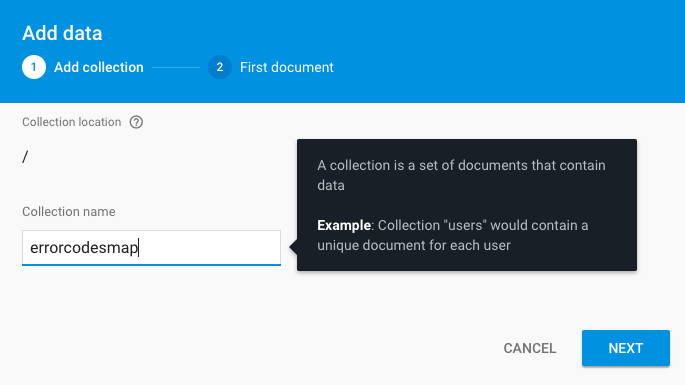 Add data
1 Add collection
2 First document
Collection location ?
/
A collection is a set of documents that contain
data
Example: Collection "users" would contain a
unique document for each user
Collection name
errorcodesmap
CANCEL
NEXT